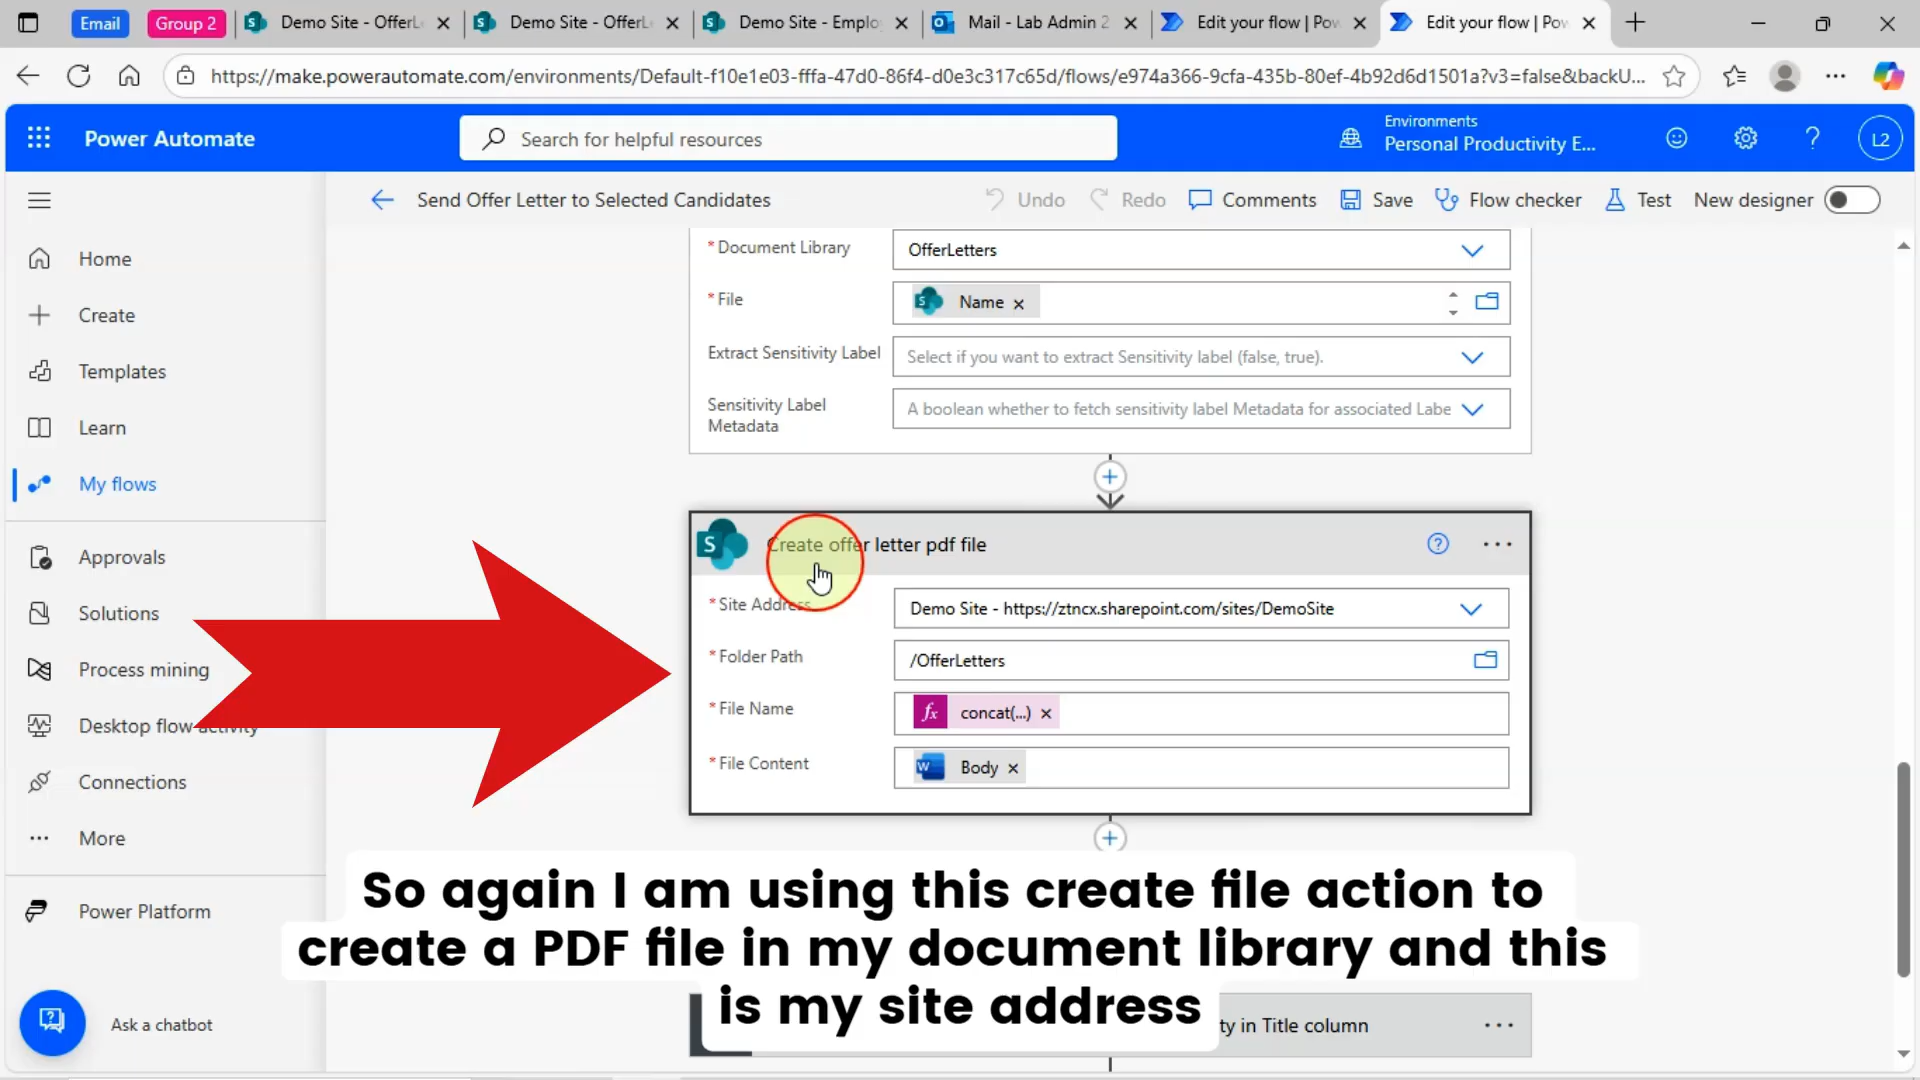 Email
Group 2
Demo Site - OfferLe
Demo Site - OfferLe
Demo Site - Employ
Mail - Lab Admin 2
Edit your flow | Pow
Edit your flow | Pow
https://make.powerautomate.com/environments/Default-f10e1e03-fffa-47d0-86f4-d0e3c317c65d/flows/e974a366-9cfa-435b-80ef-4b92d6d1501a?v3=false&backU...
Power Automate
Search for helpful resources
Environments
Personal Productivity E...
L2
Send Offer Letter to Selected Candidates
Undo
Redo
Comments
Save
Flow checker
Test
New designer
Home
Create
Templates
Learn
My flows
Approvals
Solutions
Process mining
Desktop flow activity
Connections
More
Power Platform
Ask a chatbot
* Document Library
OfferLetters
* File
Name
Extract Sensitivity Label
Select if you want to extract Sensitivity label (false, true).
Sensitivity Label
Metadata
A boolean whether to fetch sensitivity label Metadata for associated Labe
Create offer letter pdf file
* Site Address
Demo Site - https://ztncx.sharepoint.com/sites/DemoSite
* Folder Path
/OfferLetters
* File Name
fx concat(...)
* File Content
Body
So again I am using this create file action to
create a PDF file in my document library and this
is my site address
ty in Title column